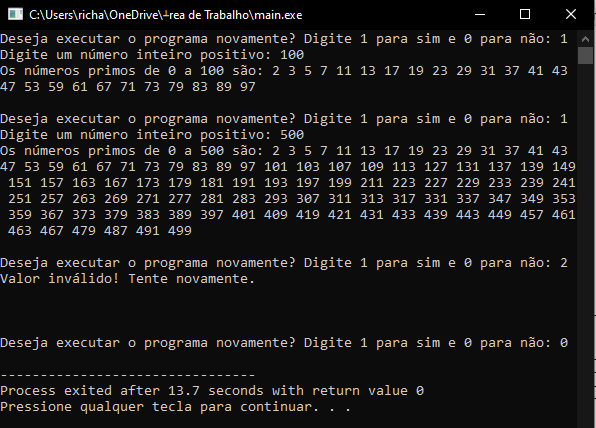 C:\Users\richa\OneDrive\┴rea de Trabalho\main.exe
Deseja executar o programa novamente? Digite 1 para sim e 0 para não: 1
Digite um número inteiro positivo: 100
Os números primos de 0 a 100 são: 2 3 5 7 11 13 17 19 23 29 31 37 41 43
47 53 59 61 67 71 73 79 83 89 97
Deseja executar o programa novamente? Digite 1 para sim e 0 para não: 1
Digite um número inteiro positivo: 500
Os números primos de 0 a 500 são: 2 3 5 7 11 13 17 19 23 29 31 37 41 43
47 53 59 61 67 71 73 79 83 89 97 101 103 107 109 113 127 131 137 139 149
151 157 163 167 173 179 181 191 193 197 199 211 223 227 229 233 239 241
251 257 263 269 271 277 281 283 293 307 311 313 317 331 337 347 349 353
359 367 373 379 383 389 397 401 409 419 421 431 433 439 443 449 457 461
463 467 479 487 491 499
Deseja executar o programa novamente? Digite 1 para sim e 0 para não: 2
Valor inválido! Tente novamente.
Deseja executar o programa novamente? Digite 1 para sim e 0 para não: 0
--------------------------------
Process exited after 13.7 seconds with return value 0
Pressione qualquer tecla para continuar. . .